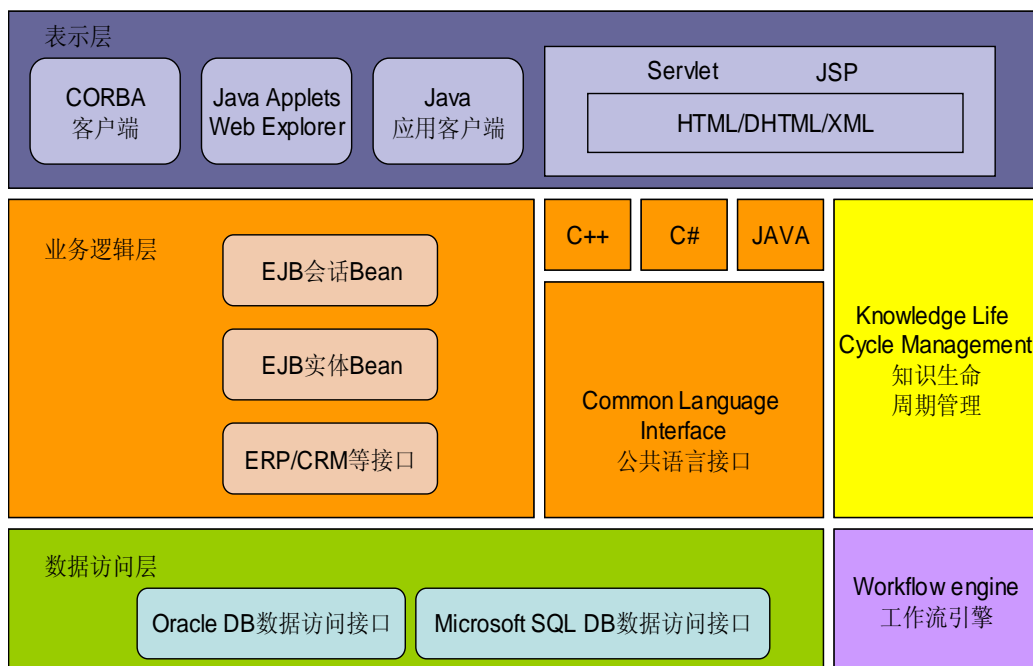 表示层
CORBA
客户端
Java Applets
Web Explorer
Java
应用客户端
Servlet
JSP
HTML/DHTML/XML
业务逻辑层
EJB会话Bean
EJB实体Bean
ERP/CRM等接口
C++
C#
JAVA
Common Language
Interface
公共语言接口
Knowledge Life
Cycle Management
知识生命
周期管理
数据访问层
Oracle DB数据访问接口
Microsoft SQL DB数据访问接口
Workflow engine
工作流引擎